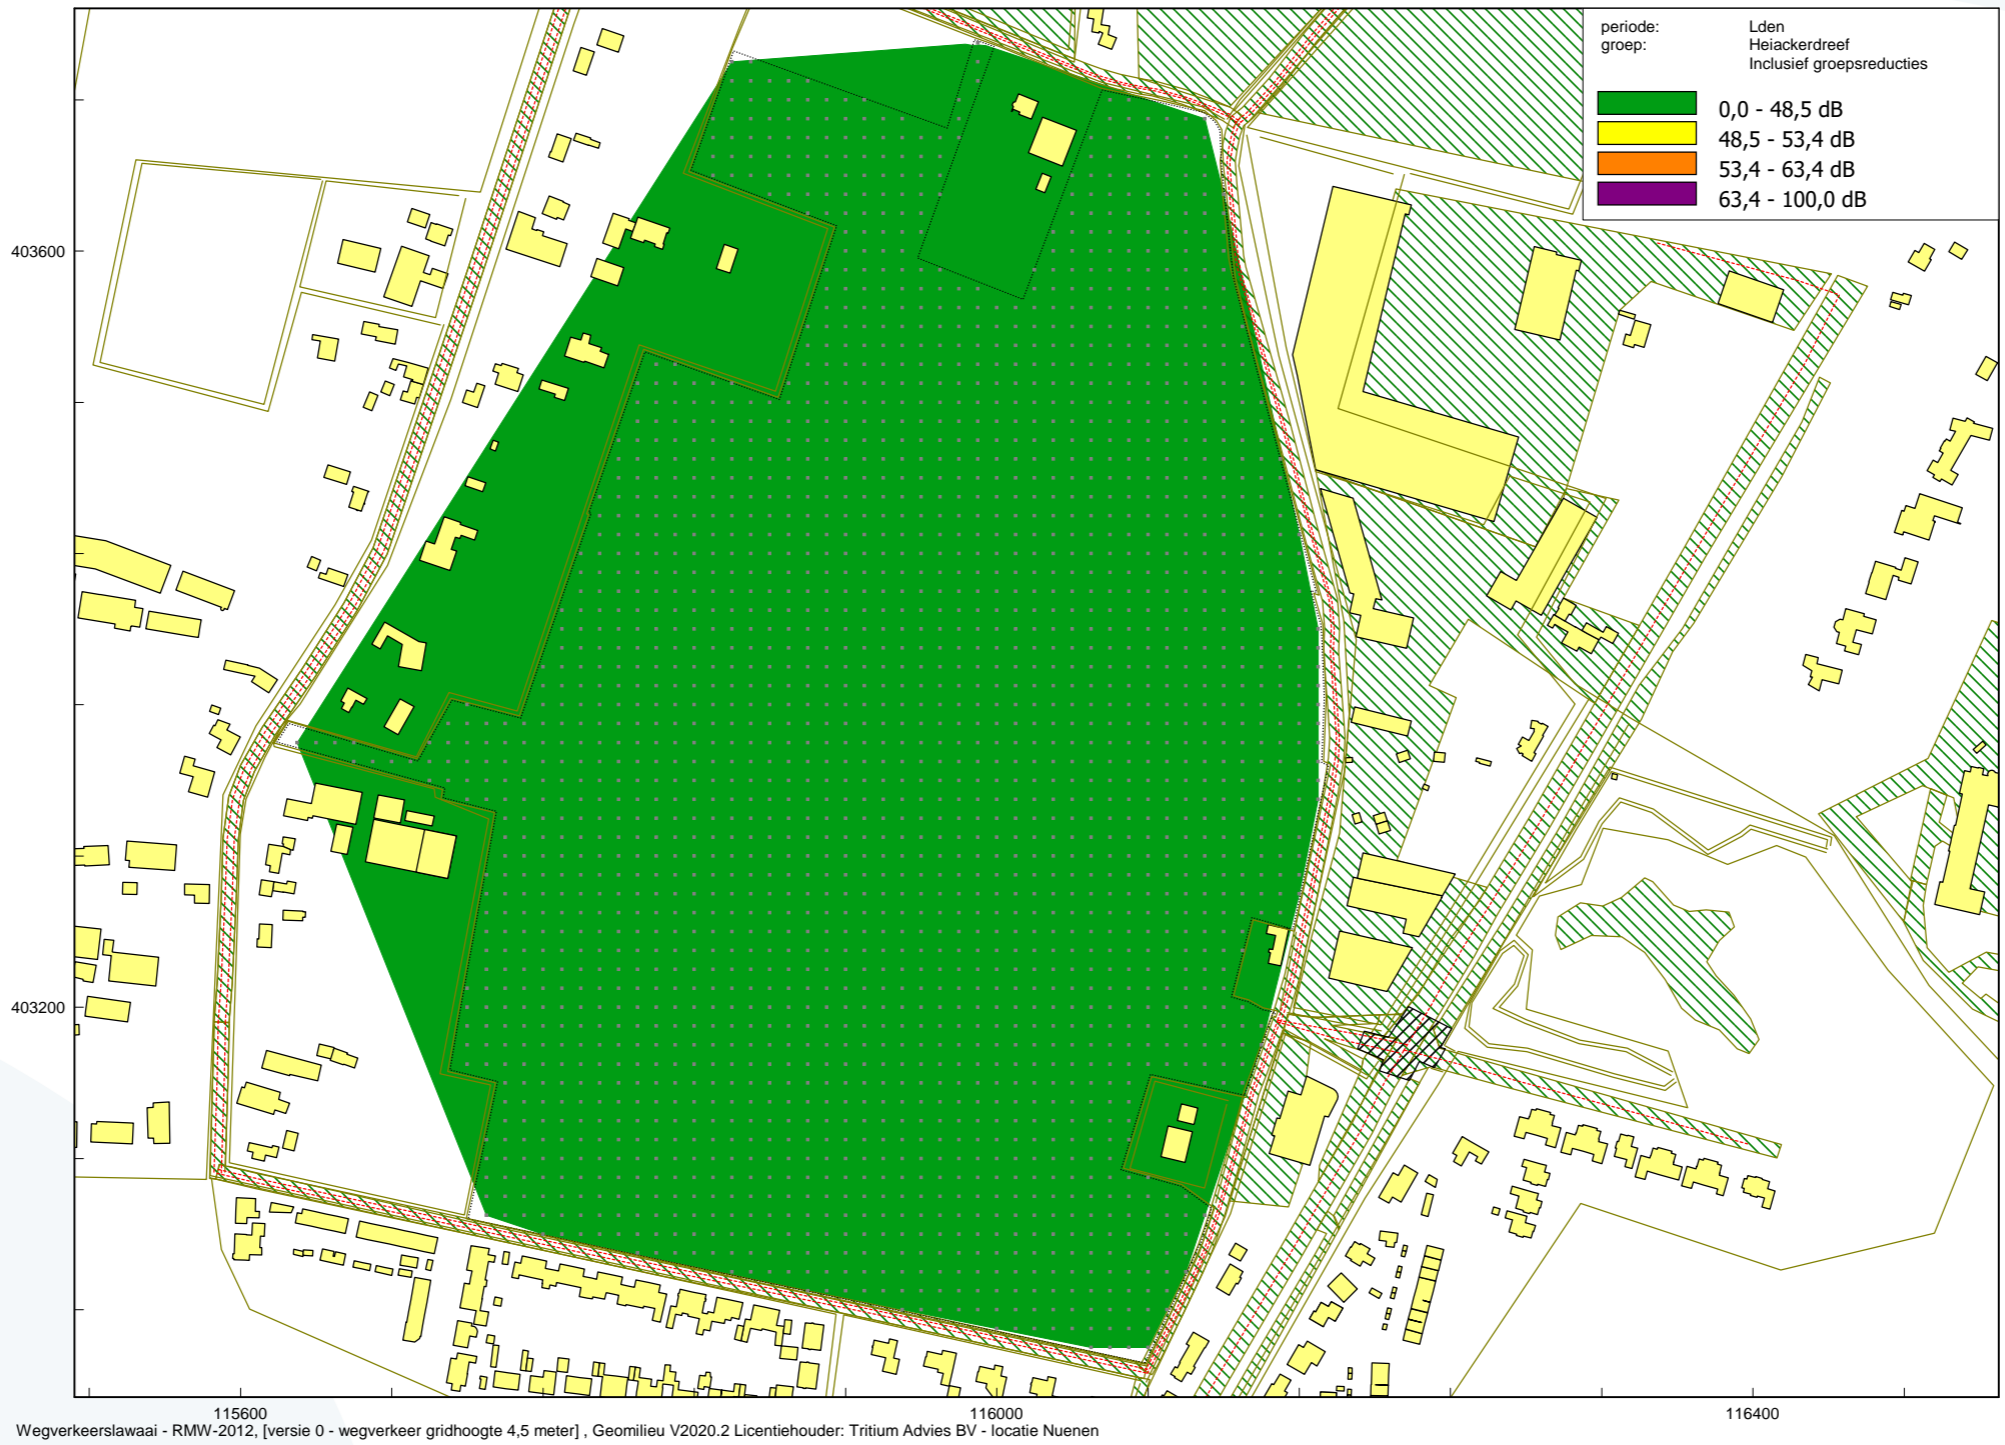 periode: Lden
groep: Heiackerdreef
Inclusief groepsreducties
0,0 - 48,5 dB
48,5 - 53,4 dB
53,4 - 63,4 dB
63,4 - 100,0 dB
403600
403200
115600 116000 116400
Wegverkeerslawaai - RMW-2012, [versie 0 - wegverkeer gridhoogte 4,5 meter] , Geomilieu V2020.2 Licentiehouder: Tritium Advies BV - locatie Nuenen